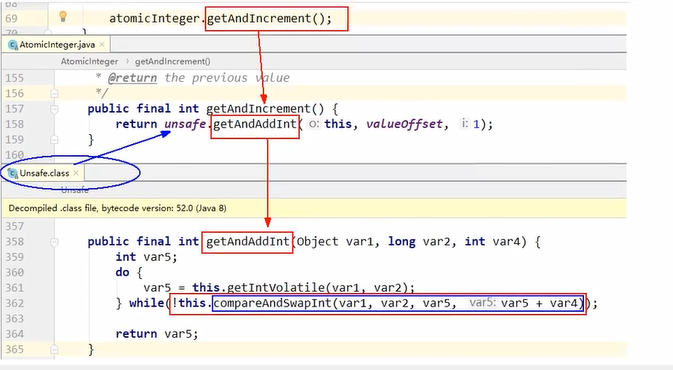 68
69 atomicInteger.getAndIncrement();
70 }
AtomicInteger.java ×
AtomicInteger › getAndIncrement()
155 * @return the previous value
156 */
157 public final int getAndIncrement() {
158 return unsafe.getAndAddInt( o: this, valueOffset, i: 1);
159 }
160
Unsafe.class ×
Unsafe
Decompiled .class file, bytecode version: 52.0 (Java 8)
357
358 public final int getAndAddInt(Object var1, long var2, int var4) {
359 int var5;
360 do {
361 var5 = this.getIntVolatile(var1, var2);
362 } while(!this.compareAndSwapInt(var1, var2, var5, var5: var5 + var4));
363
364 return var5;
365 }